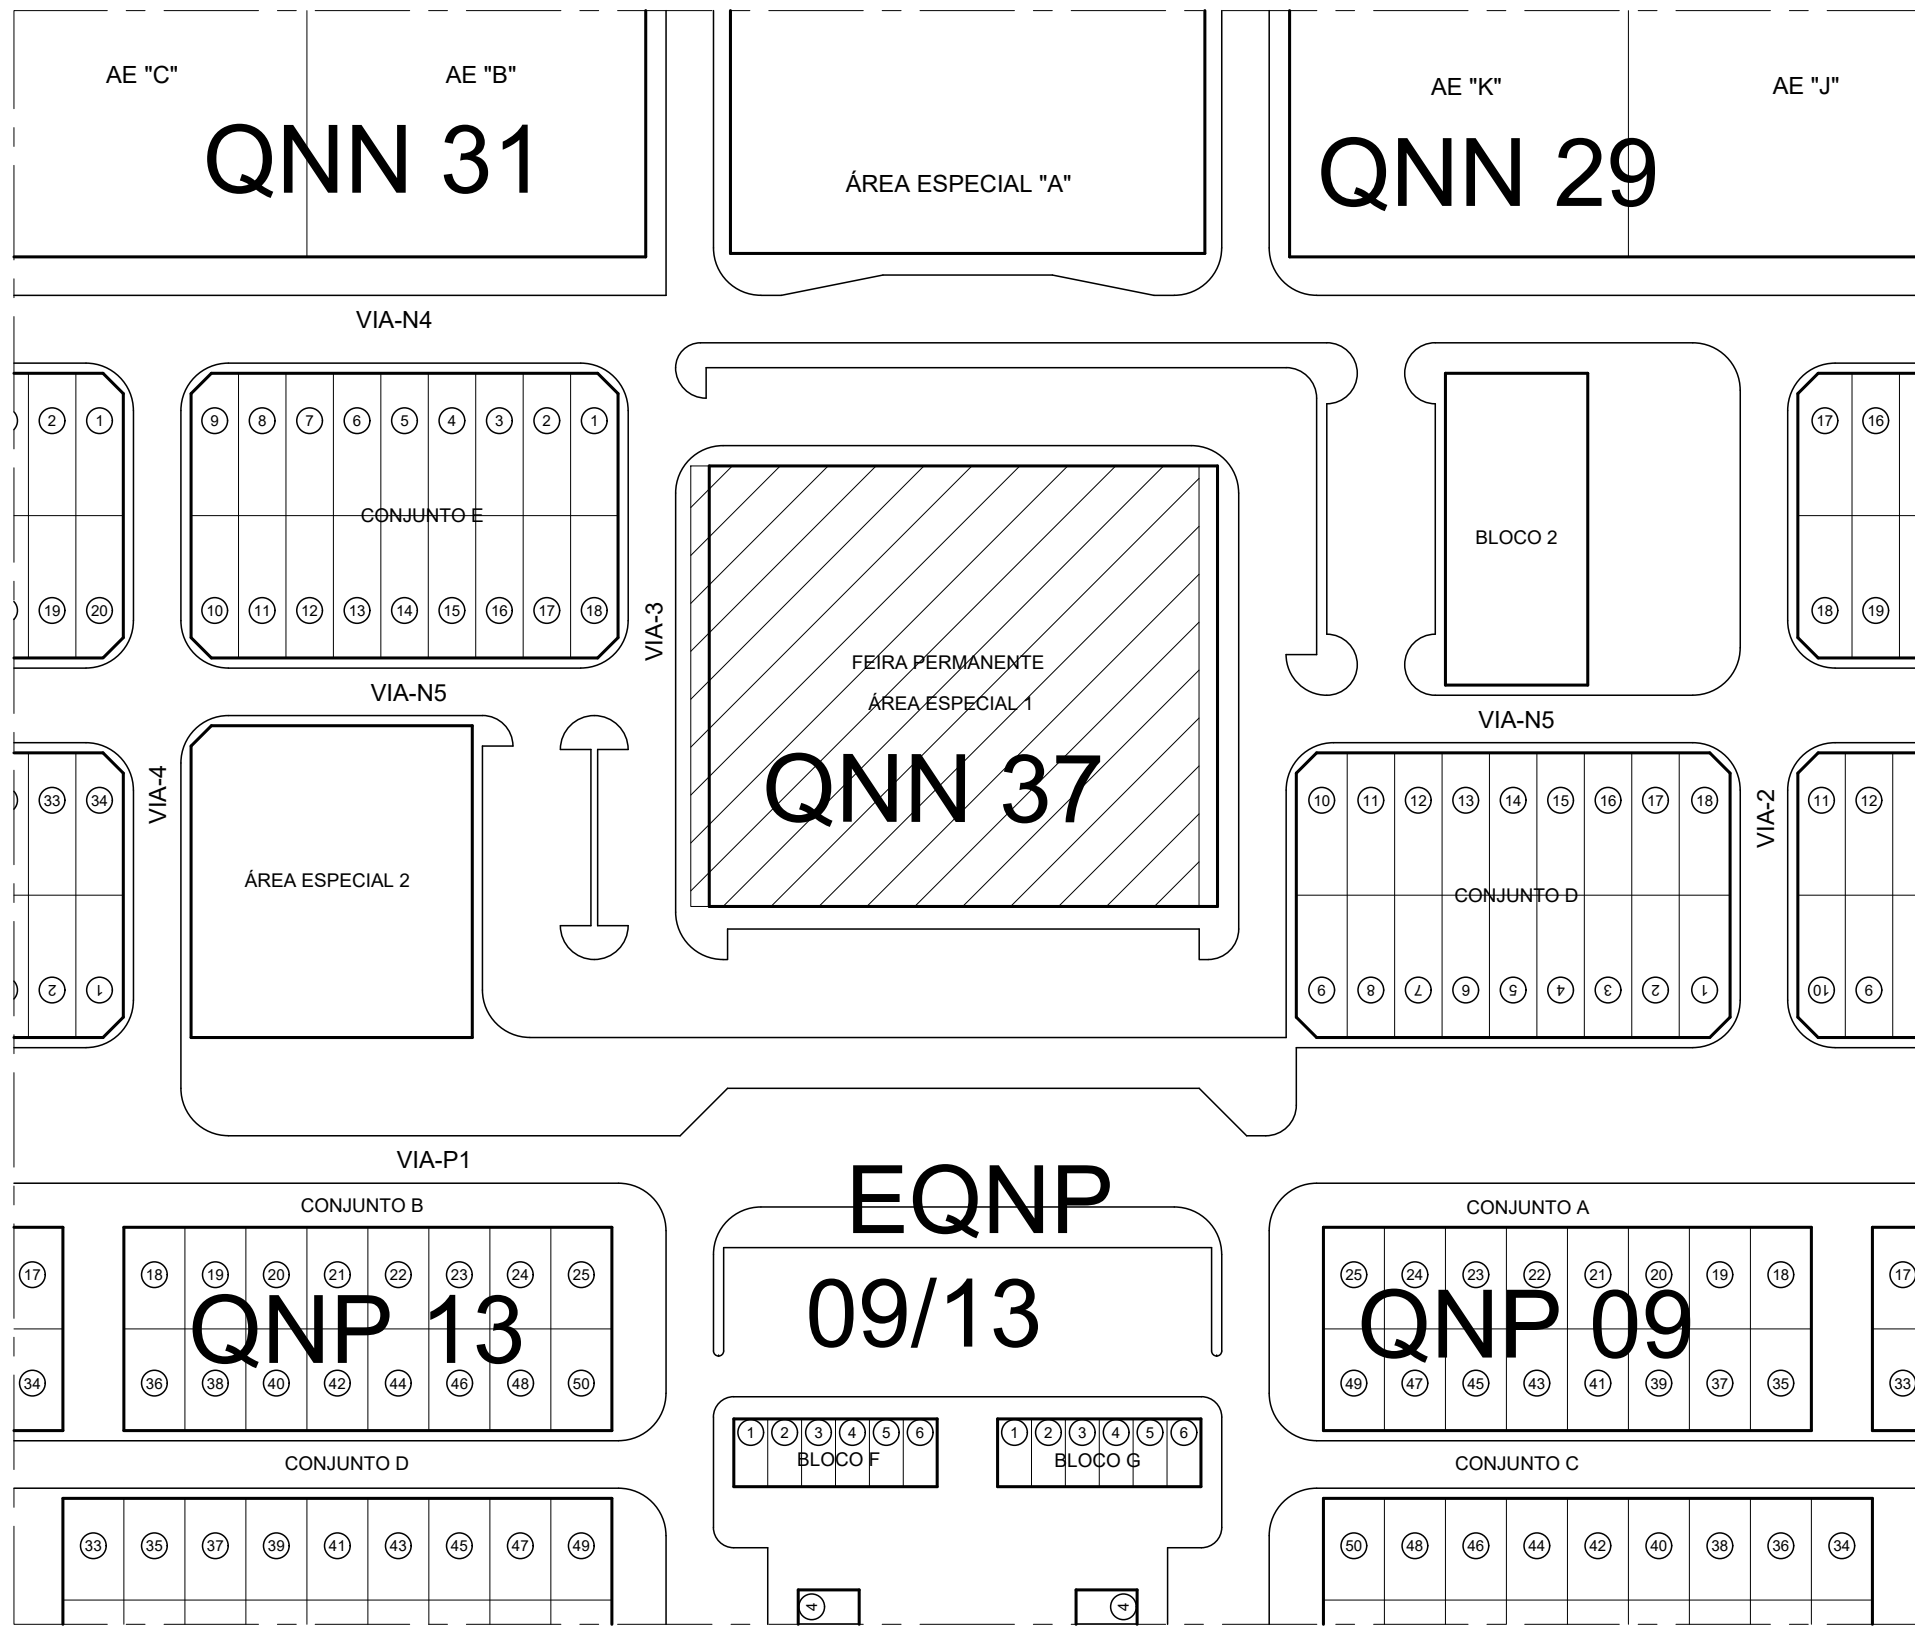 AE "C"
AE "B"
QNN 31
ÁREA ESPECIAL "A"
AE "K"
AE "J"
QNN 29
VIA-N4
2 1
19 20
9 8 7 6 5 4 3 2 1
CONJUNTO E
10 11 12 13 14 15 16 17 18
VIA-3
FEIRA PERMANENTE
ÁREA ESPECIAL 1
QNN 37
BLOCO 2
17 16
18 19
VIA-N5
VIA-N5
33 34
2 1
VIA-4
ÁREA ESPECIAL 2
10 11 12 13 14 15 16 17 18
CONJUNTO D
9 8 7 6 5 4 3 2 1
VIA-2
11 12
10 9
VIA-P1
CONJUNTO B
17
34
18 19 20 21 22 23 24 25
QNP 13
36 38 40 42 44 46 48 50
CONJUNTO D
33 35 37 39 41 43 45 47 49
EQNP
09/13
1 2 3 4 5 6
BLOCO F
1 2 3 4 5 6
BLOCO G
4
4
CONJUNTO A
25 24 23 22 21 20 19 18
QNP 09
49 47 45 43 41 39 37 35
17
33
CONJUNTO C
50 48 46 44 42 40 38 36 34